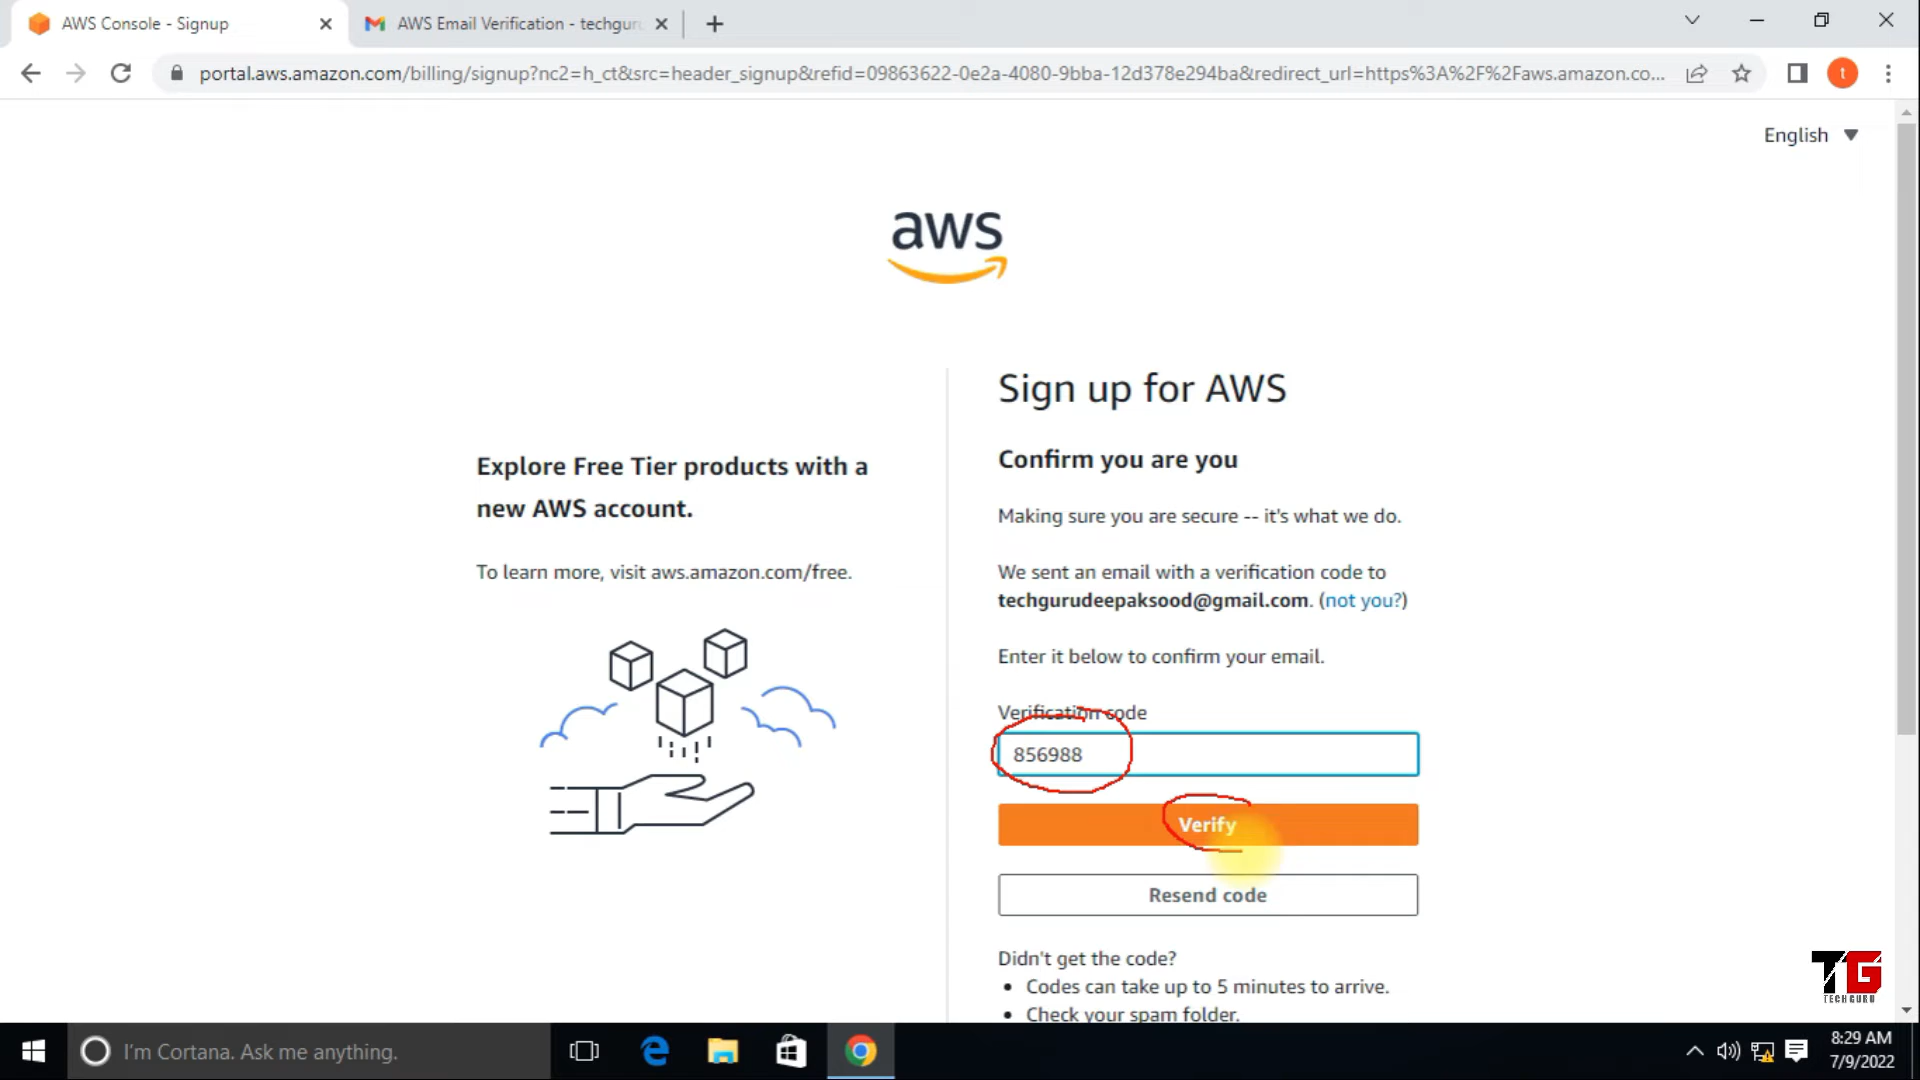 AWS Console - Signup
AWS Email Verification - techguru
portal.aws.amazon.com/billing/signup?nc2=h_ct&src=header_signup&refid=09863622-0e2a-4080-9bba-12d378e294ba&redirect_url=https%3A%2F%2Faws.amazon.co...
t
English
aws
Sign up for AWS
Explore Free Tier products with a
new AWS account.
To learn more, visit aws.amazon.com/free.
Confirm you are you
Making sure you are secure -- it's what we do.
We sent an email with a verification code to
techgurudeepaksood@gmail.com. (not you?)
Enter it below to confirm your email.
Verification code
856988
Verify
Resend code
Didn't get the code?
• Codes can take up to 5 minutes to arrive.
• Check your spam folder.
TG
TECH GURU
I'm Cortana. Ask me anything.
8:29 AM
7/9/2022